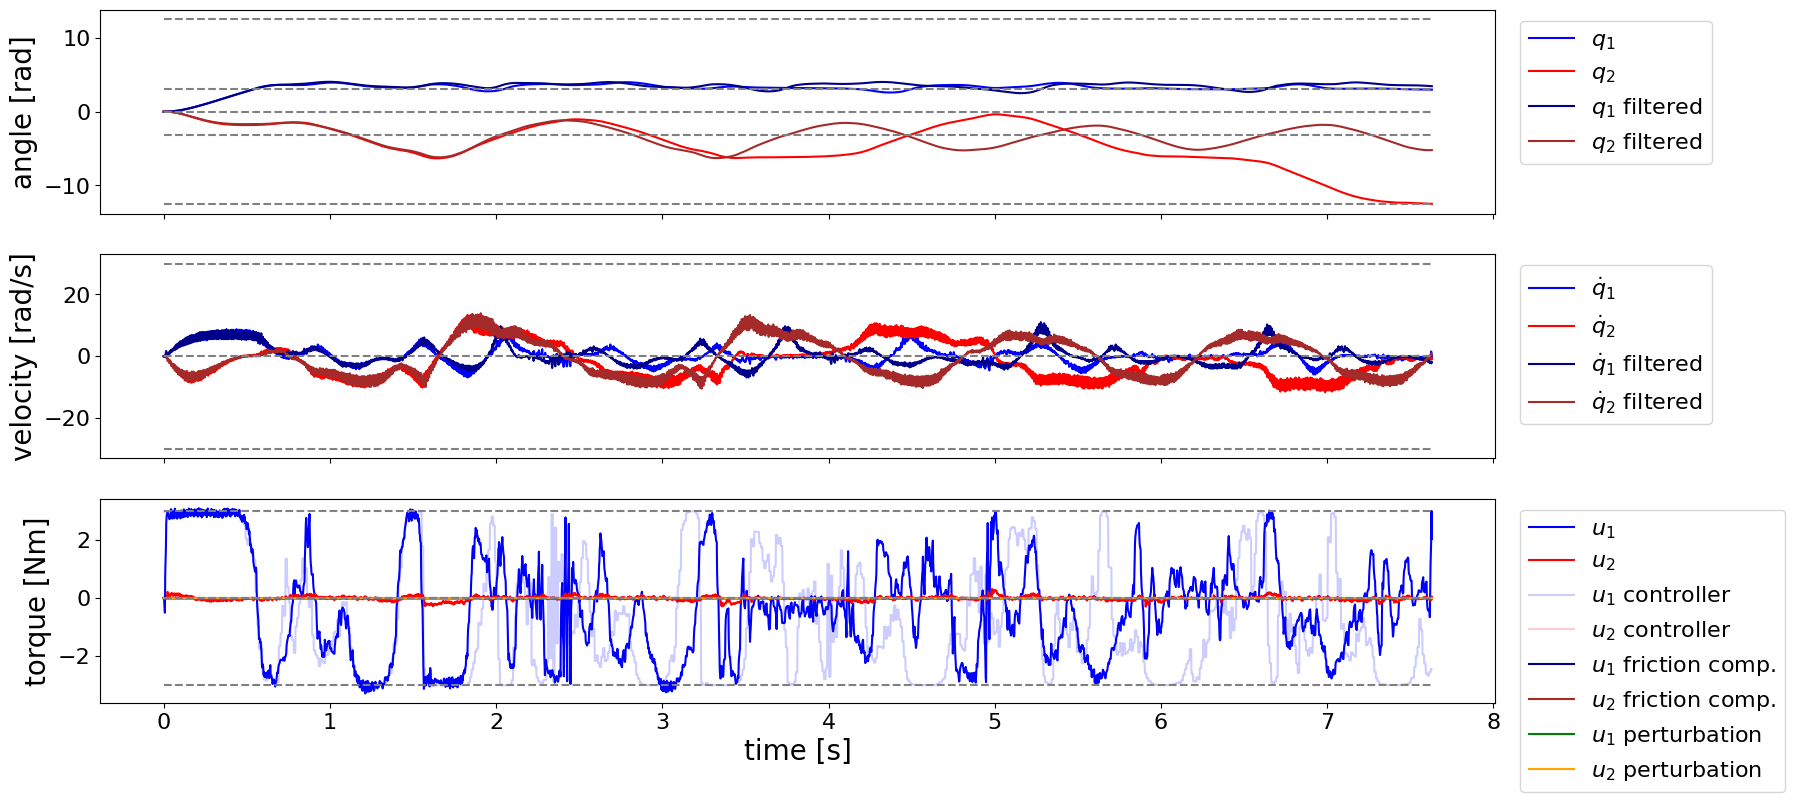 angle [rad]
10
0
−10
q₁
q₂
q₁ filtered
q₂ filtered
velocity [rad/s]
20
0
−20
q̇₁
q̇₂
q̇₁ filtered
q̇₂ filtered
torque [Nm]
2
0
−2
0 1 2 3 4 5 6 7 8
time [s]
u₁
u₂
u₁ controller
u₂ controller
u₁ friction comp.
u₂ friction comp.
u₁ perturbation
u₂ perturbation